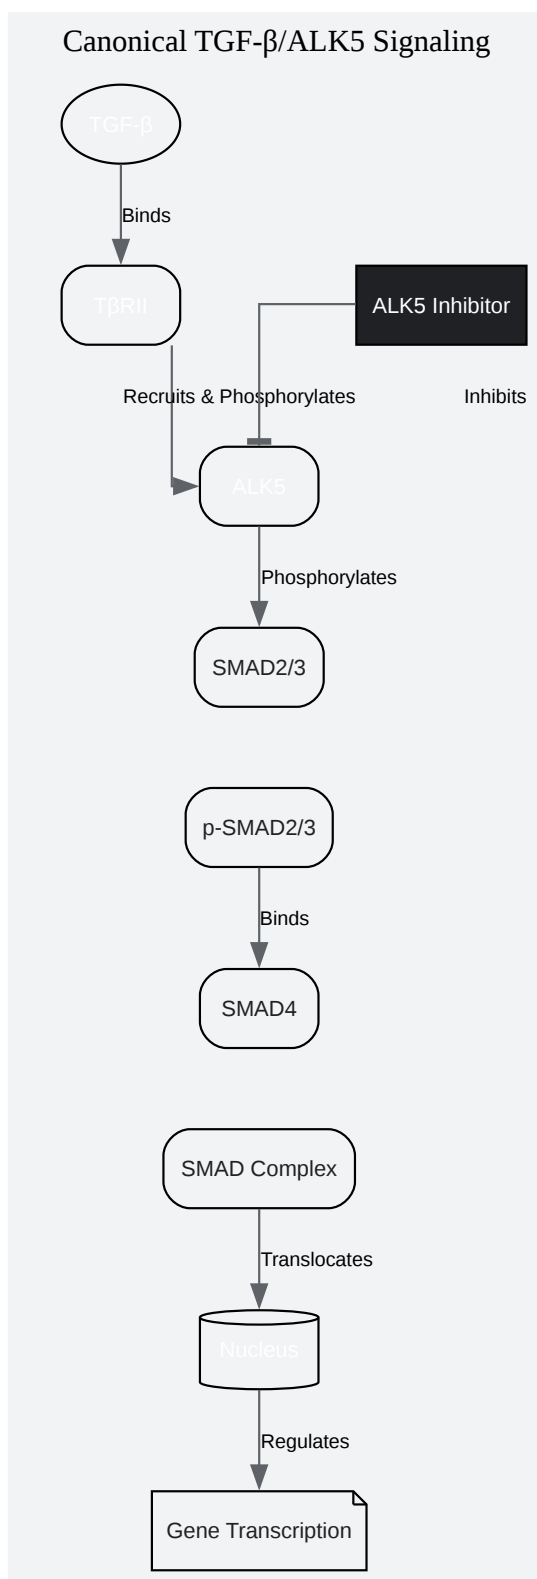 Canonical TGF-β/ALK5 Signaling
TGF-β
Binds
TβRII
ALK5 Inhibitor
Recruits & Phosphorylates
Inhibits
ALK5
Phosphorylates
SMAD2/3
p-SMAD2/3
Binds
SMAD4
SMAD Complex
Translocates
Nucleus
Regulates
Gene Transcription